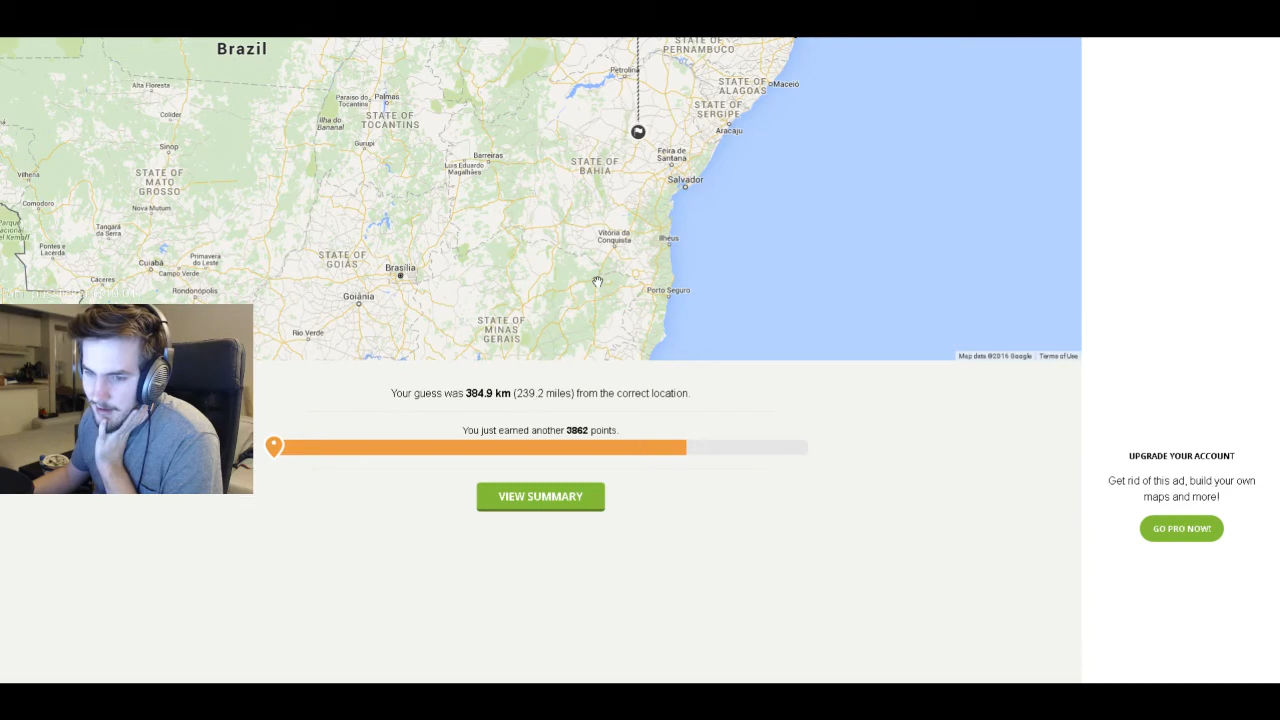 Brazil
STATE OF
PERNAMBUCO
Petrolina
Alta Floresta
Paraíso do
Tocantins
Palmas
STATE OF
ALAGOAS
Maceió
Colíder
Ilha do
Bananal
STATE OF
TOCANTINS
STATE OF
SERGIPE
Aracaju
Sinop
Gurupi
Barreiras
Luís Eduardo
Magalhães
STATE OF
BAHIA
Feira de
Santana
Vilhena
STATE OF
MATO
GROSSO
Salvador
Comodoro
Nova Mutum
Pontes e
Lacerda
Tangará
da Serra
Vitória da
Conquista
Ilhéus
Cuiabá
Campo Verde
Primavera
do Leste
STATE OF
GOIÁS
Brasília
Cáceres
Rondonópolis
Goiânia
Porto Seguro
Rio Verde
STATE OF
MINAS
GERAIS
Map data ©2016 Google
Terms of Use
Your guess was 384.9 km (239.2 miles) from the correct location.
You just earned another 3862 points.
VIEW SUMMARY
UPGRADE YOUR ACCOUNT
Get rid of this ad, build your own
maps and more!
GO PRO NOW!